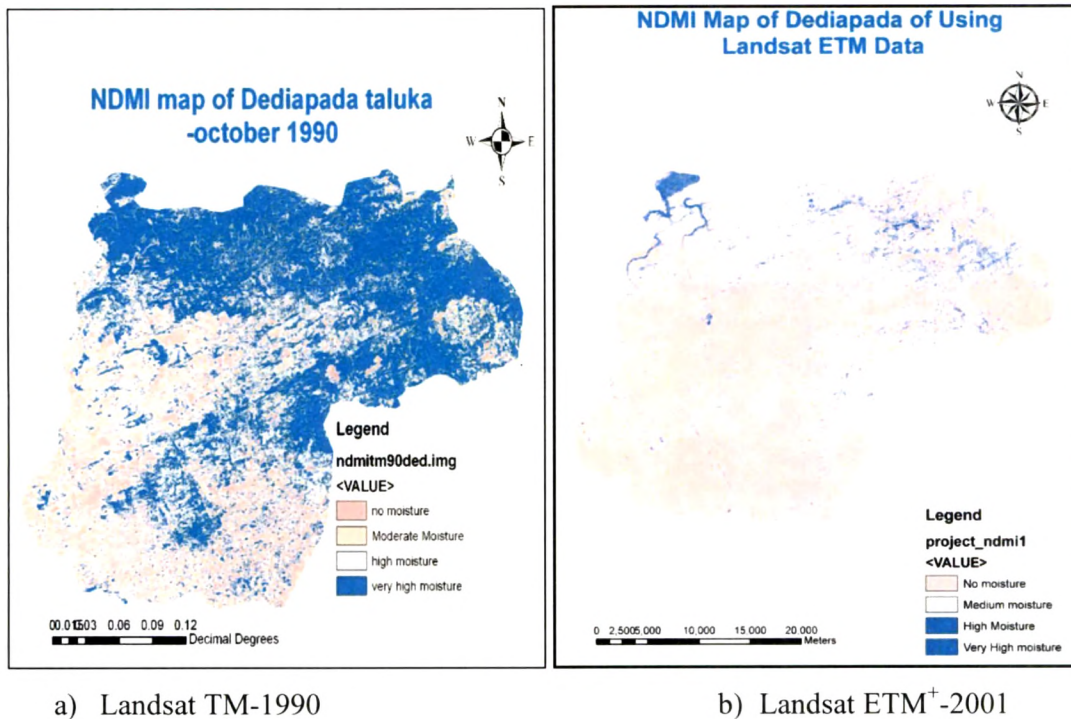 NDMI map of Dediapada taluka
-october 1990
N
W E
S
Legend
ndmitm90ded.img
<VALUE>
no moisture
Moderate Moisture
high moisture
very high moisture
0.06 0.09 0.12
Decimal Degrees
NDMI Map of Dediapada of Using
Landsat ETM Data
N
W E
S
Legend
project_ndmi1
<VALUE>
No moisture
Medium moisture
High Moisture
Very High moisture
0 2,500 5,000 10,000 15 000 20,000
Meters
a) Landsat TM-1990
b) Landsat ETM⁺-2001